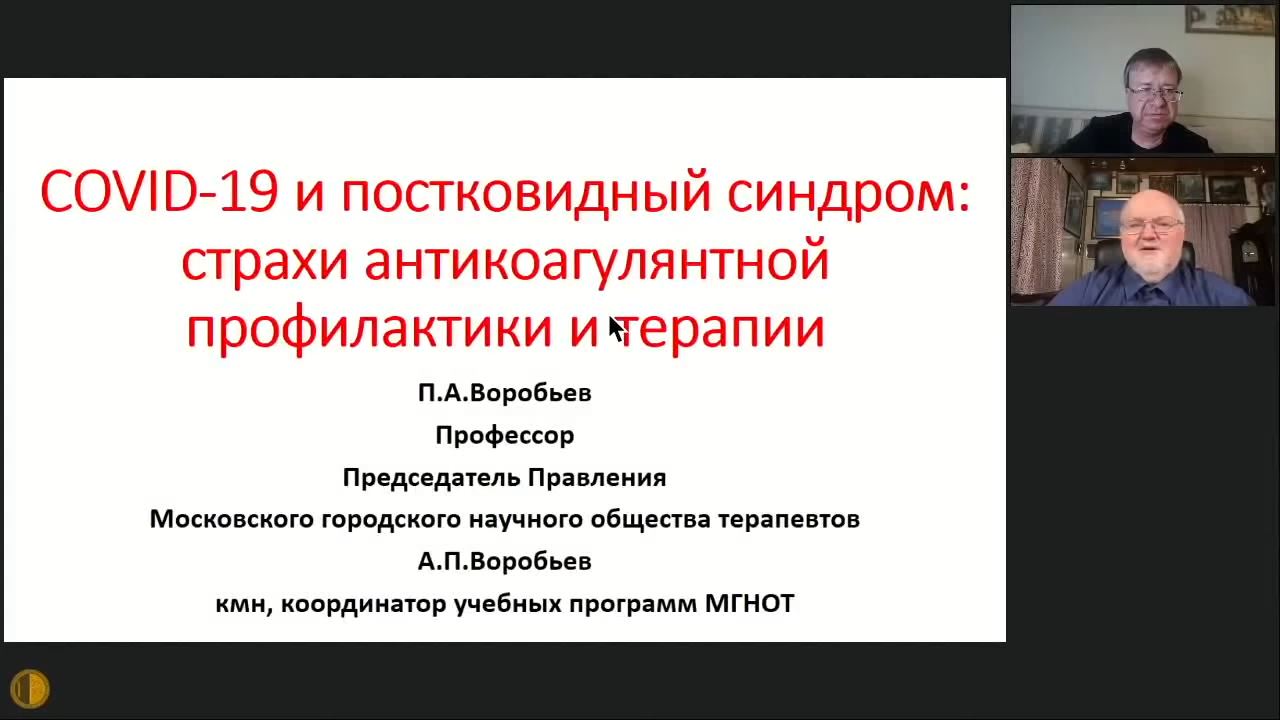 COVID-19 и постковидный синдром:
страхи антикоагулянтной
профилактики и терапии
П.А.Воробьев
Профессор
Председатель Правления
Московского городского научного общества терапевтов
А.П.Воробьев
кмн, координатор учебных программ МГНОТ